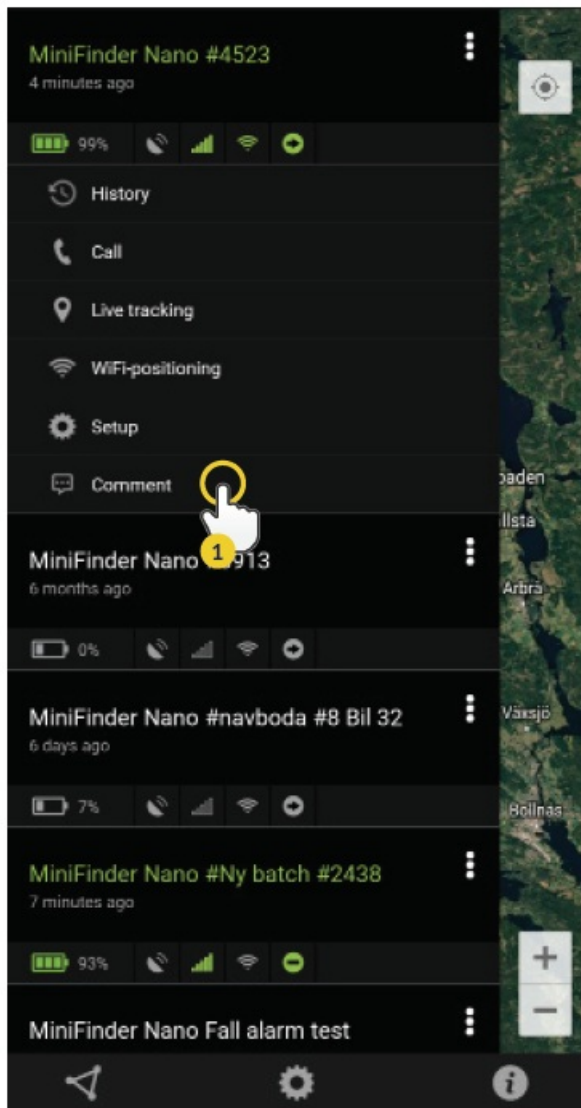 MiniFinder Nano #4523
4 minutes ago
99%
History
Call
Live tracking
WiFi-positioning
Setup
Comment
1
MiniFinder Nano 913
6 months ago
0%
MiniFinder Nano #navboda #8 Bil 32
6 days ago
7%
MiniFinder Nano #Ny batch #2438
7 minutes ago
93%
MiniFinder Nano Fall alarm test
Arbrå
Växsjö
Bollnäs